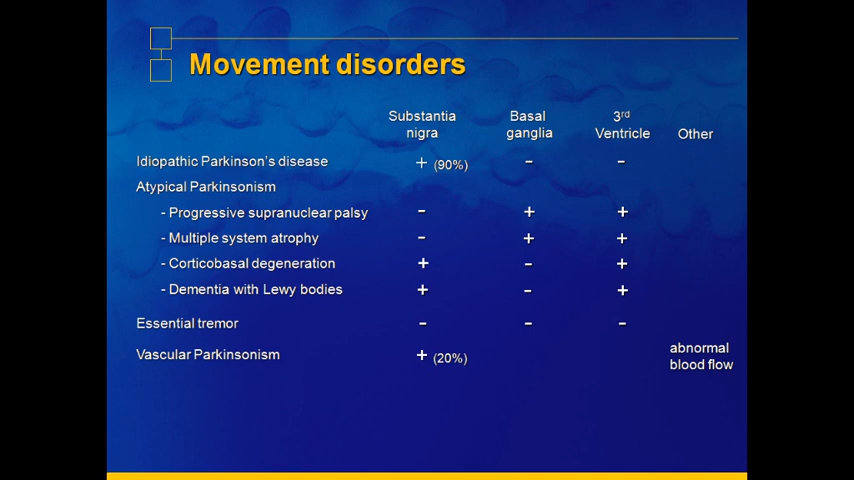 Movement disorders
Substantia nigra Basal ganglia 3rd Ventricle Other
Idiopathic Parkinson's disease + (90%) - -
Atypical Parkinsonism
- Progressive supranuclear palsy - + +
- Multiple system atrophy - + +
- Corticobasal degeneration + - +
- Dementia with Lewy bodies + - +
Essential tremor - - -
Vascular Parkinsonism + (20%) abnormal blood flow